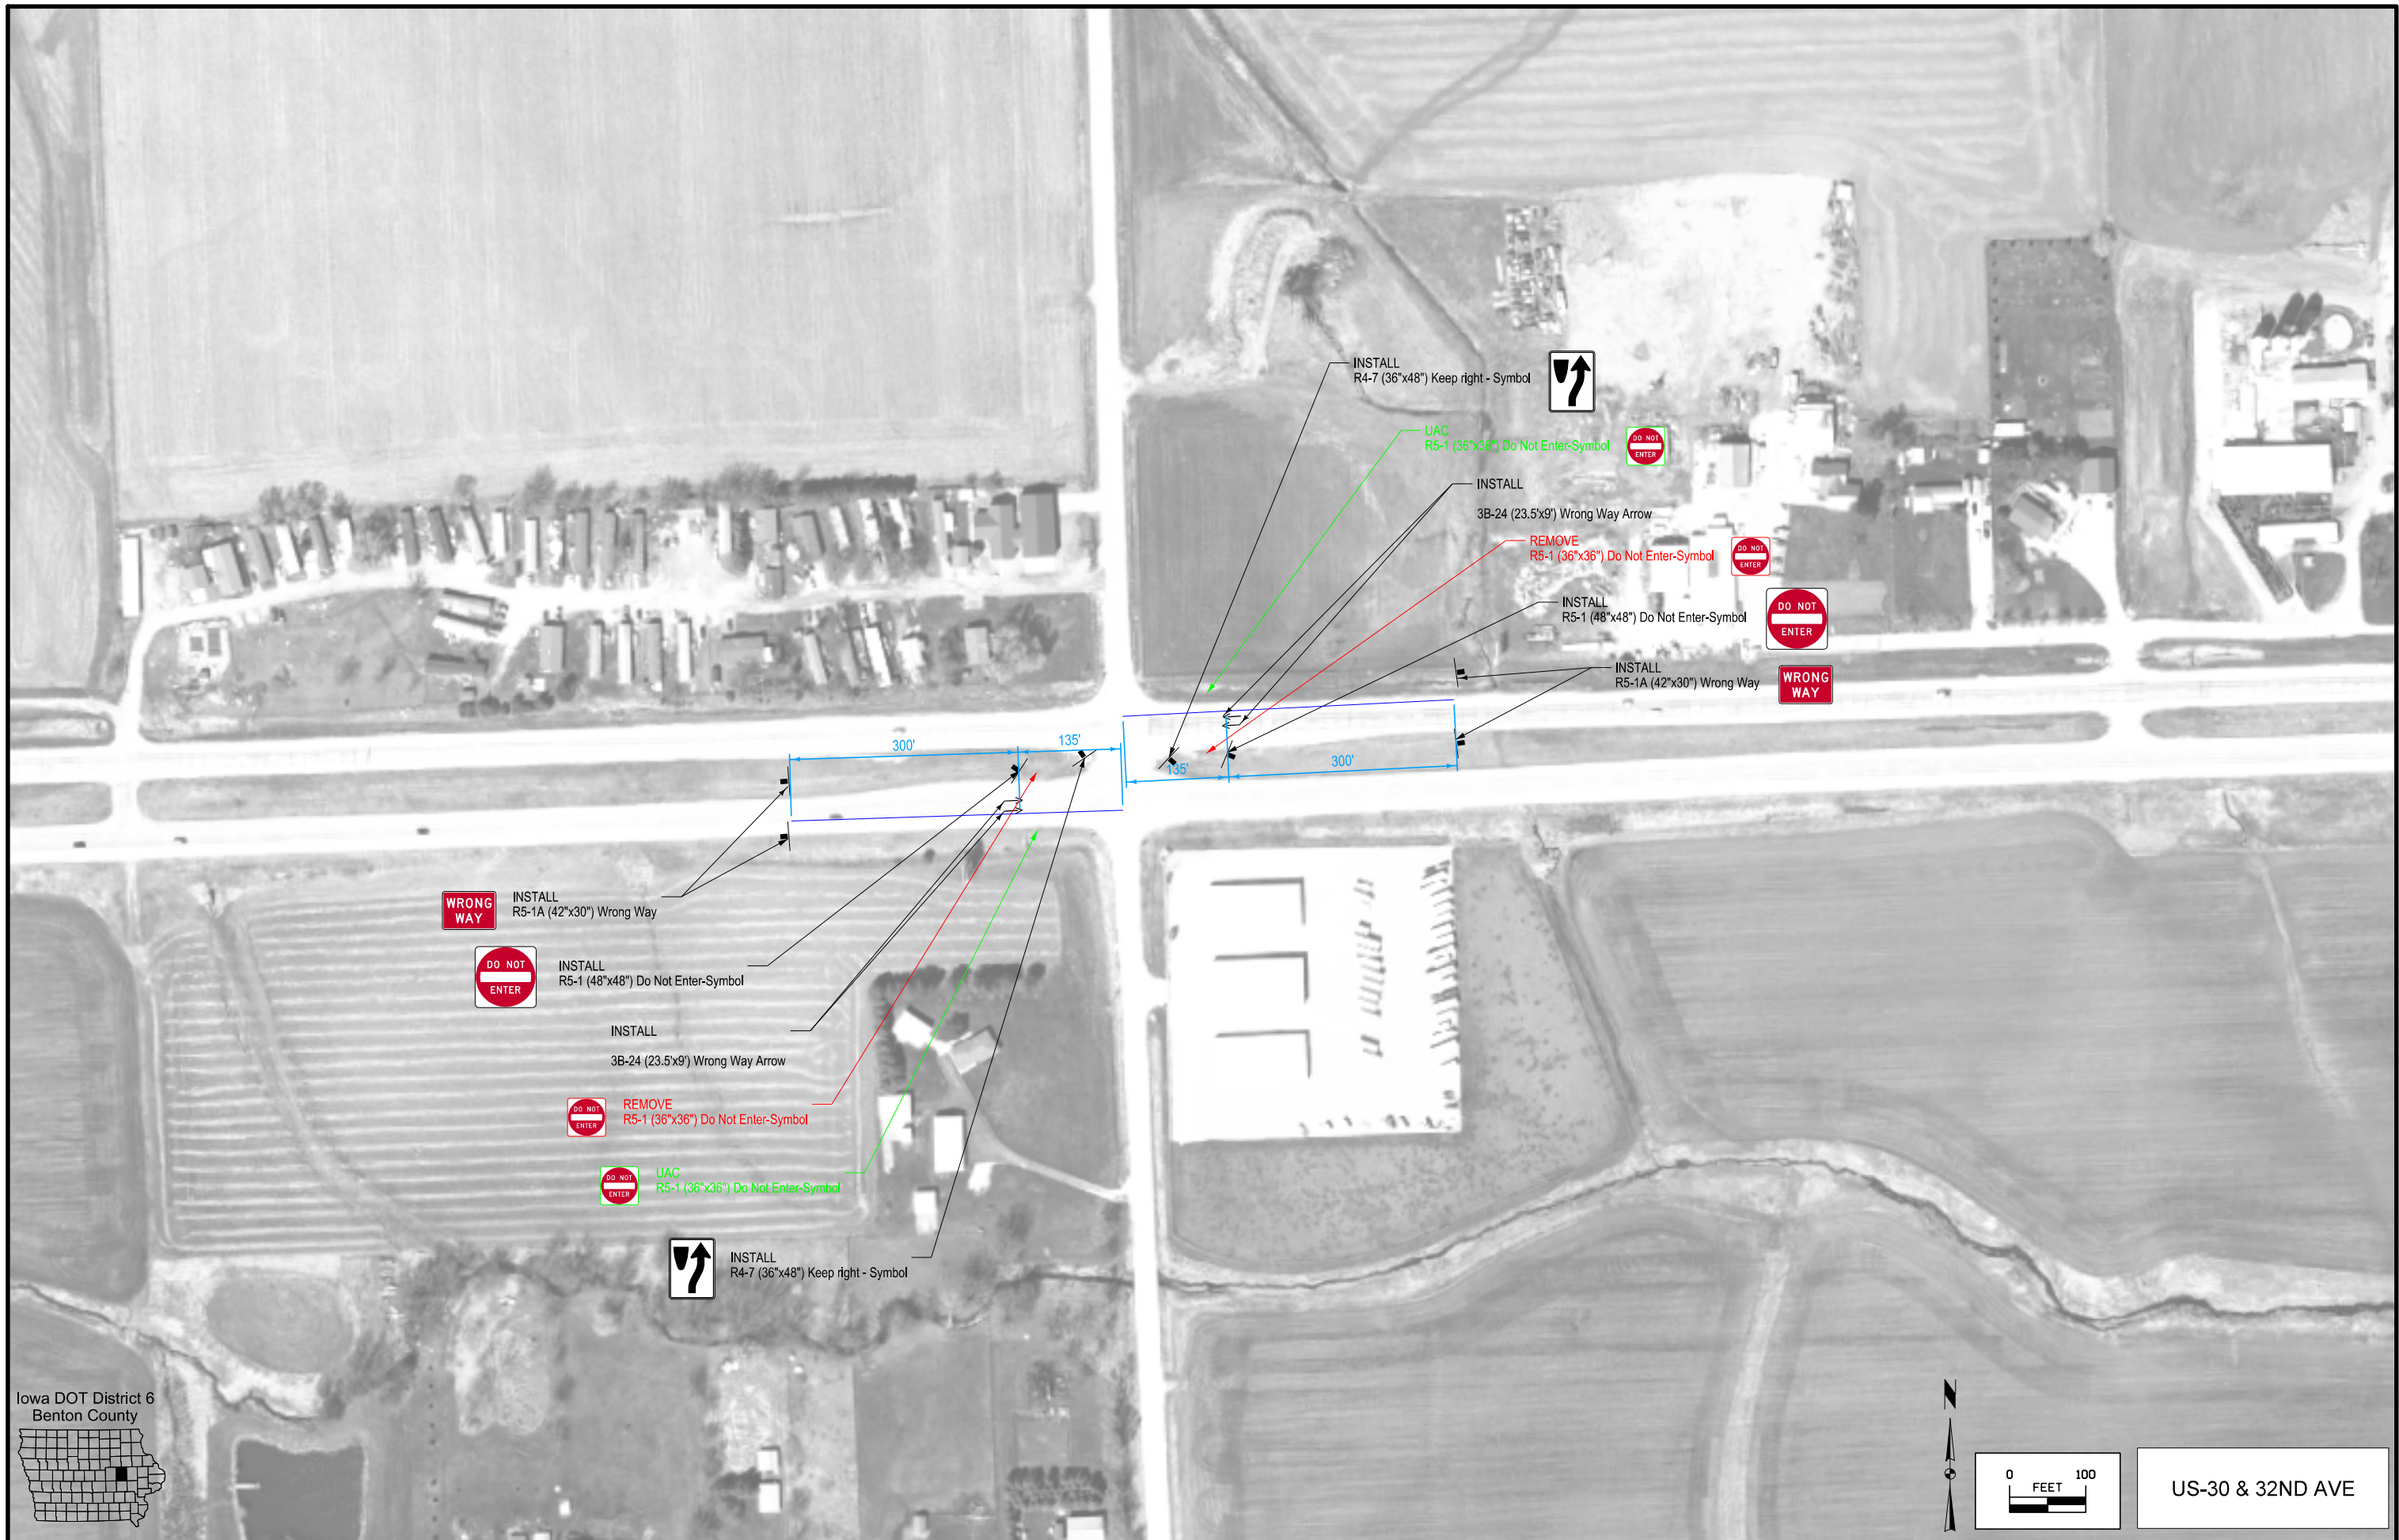 INSTALL
R4-7 (36"x48") Keep right - Symbol
UAC
R5-1 (36"x36") Do Not Enter-Symbol
DO NOT
ENTER
INSTALL
3B-24 (23.5'x9') Wrong Way Arrow
REMOVE
R5-1 (36"x36") Do Not Enter-Symbol
DO NOT
ENTER
INSTALL
R5-1 (48"x48") Do Not Enter-Symbol
DO NOT
ENTER
INSTALL
R5-1A (42"x30") Wrong Way
WRONG
WAY
300'
135'
135'
300'
WRONG
WAY
INSTALL
R5-1A (42"x30") Wrong Way
DO NOT
ENTER
INSTALL
R5-1 (48"x48") Do Not Enter-Symbol
INSTALL
3B-24 (23.5'x9') Wrong Way Arrow
DO NOT
ENTER
REMOVE
R5-1 (36"x36") Do Not Enter-Symbol
DO NOT
ENTER
UAC
R5-1 (36"x36") Do Not Enter-Symbol
INSTALL
R4-7 (36"x48") Keep right - Symbol
Iowa DOT District 6
Benton County
N
0 100
FEET
US-30 & 32ND AVE